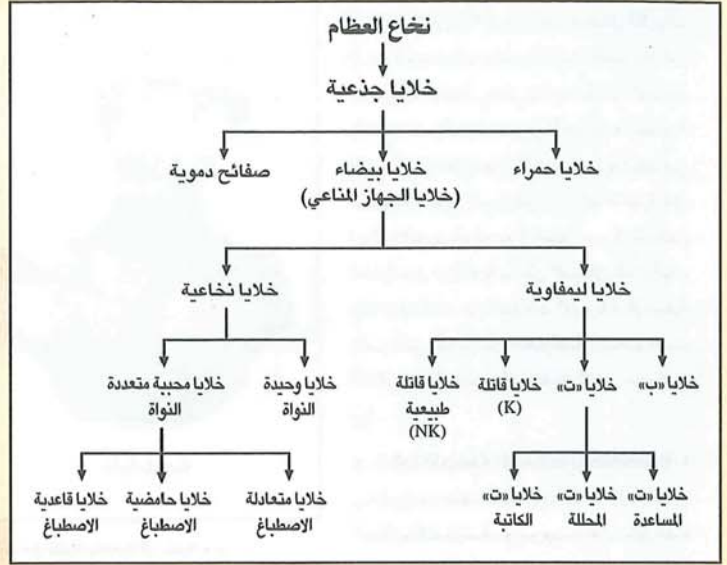 نخاع العظام
خلايا جذعية
خلايا حمراء
خلايا بيضاء
(خلايا الجهاز المناعي)
صفائح دموية
خلايا ليمفاوية
خلايا نخاعية
خلايا «ب»
خلايا «ت»
خلايا قاتلة
(K)
خلايا قاتلة
طبيعية
(NK)
خلايا وحيدة
النواة
خلايا محببة متعددة
النواة
خلايا «ت»
المساعدة
خلايا «ت»
المحللة
خلايا «ت»
الكاتبة
خلايا متعادلة
الاصطباغ
خلايا حامضية
الاصطباغ
خلايا قاعدية
الاصطباغ